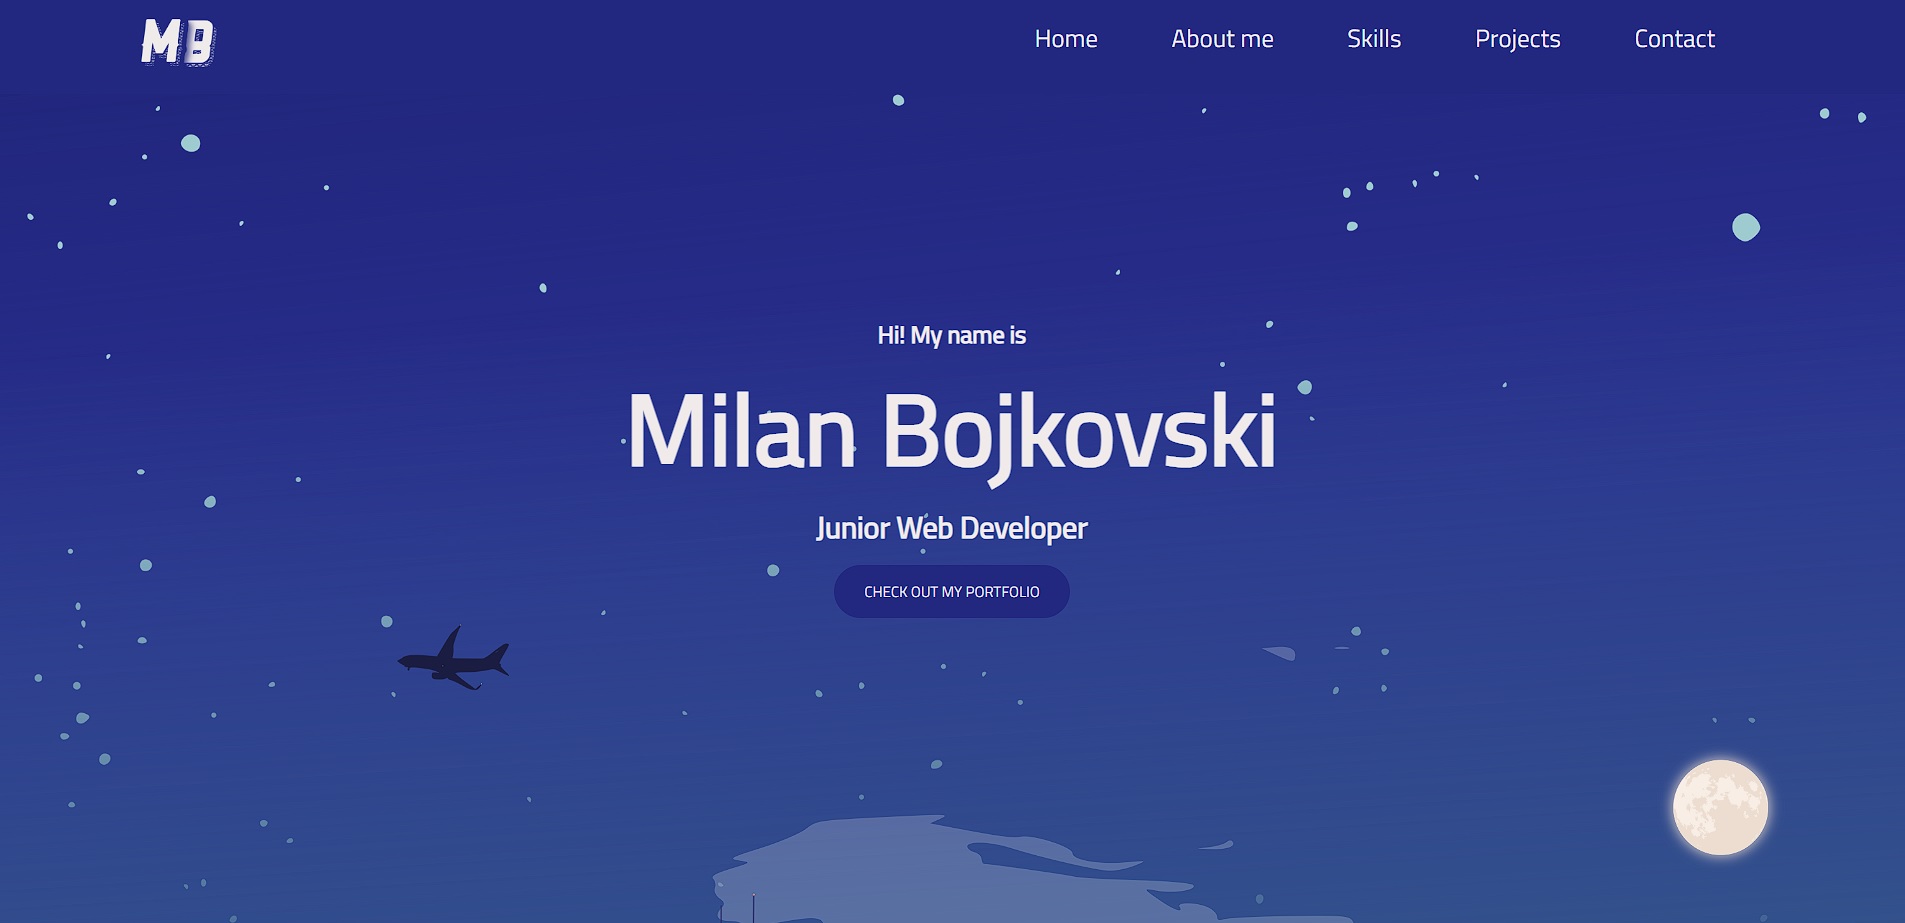 MB
Home About me Skills Projects Contact
Hi! My name is
Milan Bojkovski
Junior Web Developer
CHECK OUT MY PORTFOLIO